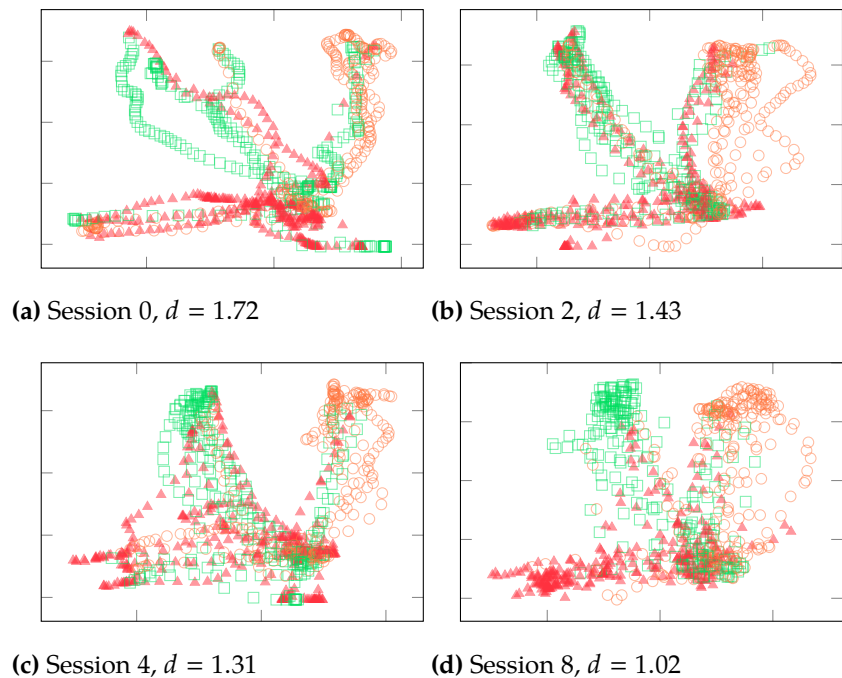 (a) Session 0, d = 1.72
(b) Session 2, d = 1.43
(c) Session 4, d = 1.31
(d) Session 8, d = 1.02